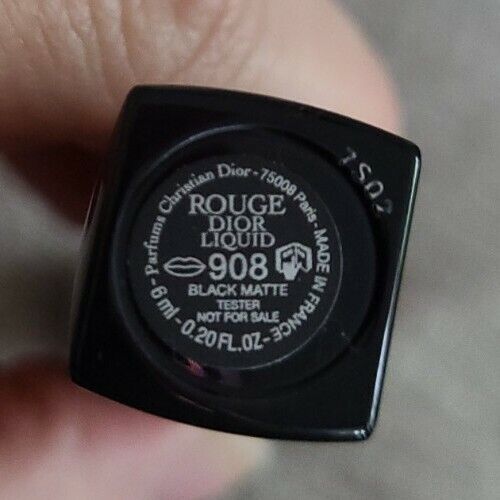 7S02
Parfums Christian Dior - 75008 Paris - MADE IN FRANCE - 6 ml - 0.20 FL.OZ -
ROUGE
DIOR
LIQUID
908
BLACK MATTE
TESTER
NOT FOR SALE